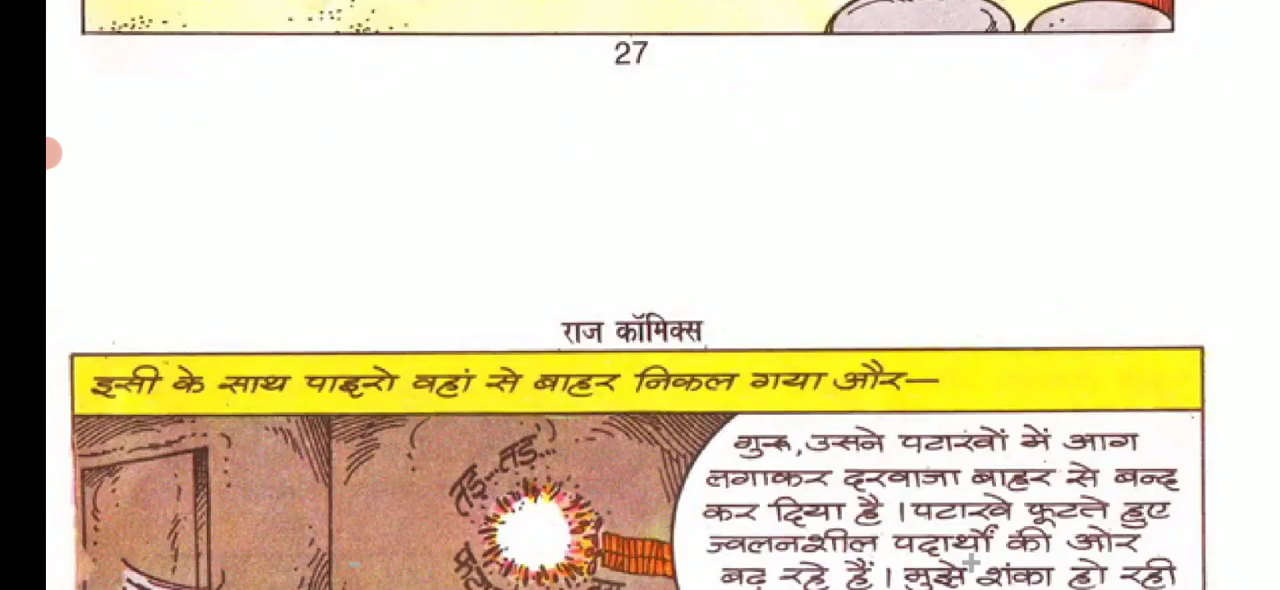 27
राज कॉमिक्स
इसी के साथ पाइरो वहां से बाहर निकल गया और—
तड़...तड़...
गुरू, उसने पटाखों में आग
लगाकर दरवाजा बाहर से बन्द
कर दिया है। पटाखे फूटते हुए
ज्वलनशील पदार्थों की ओर
बढ़ रहे हैं। मुझे शंका हो रही